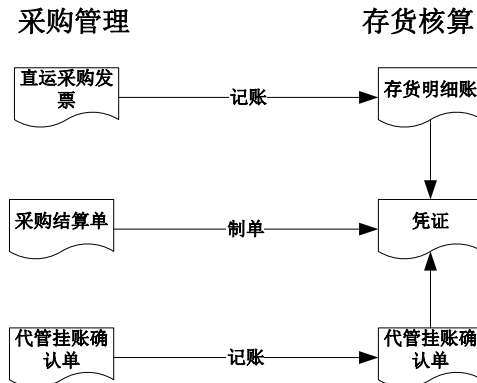 采购管理
存货核算
直运采购发
票
记账
存货明细账
采购结算单
制单
凭证
代管挂账确
认单
记账
代管挂账确
认单